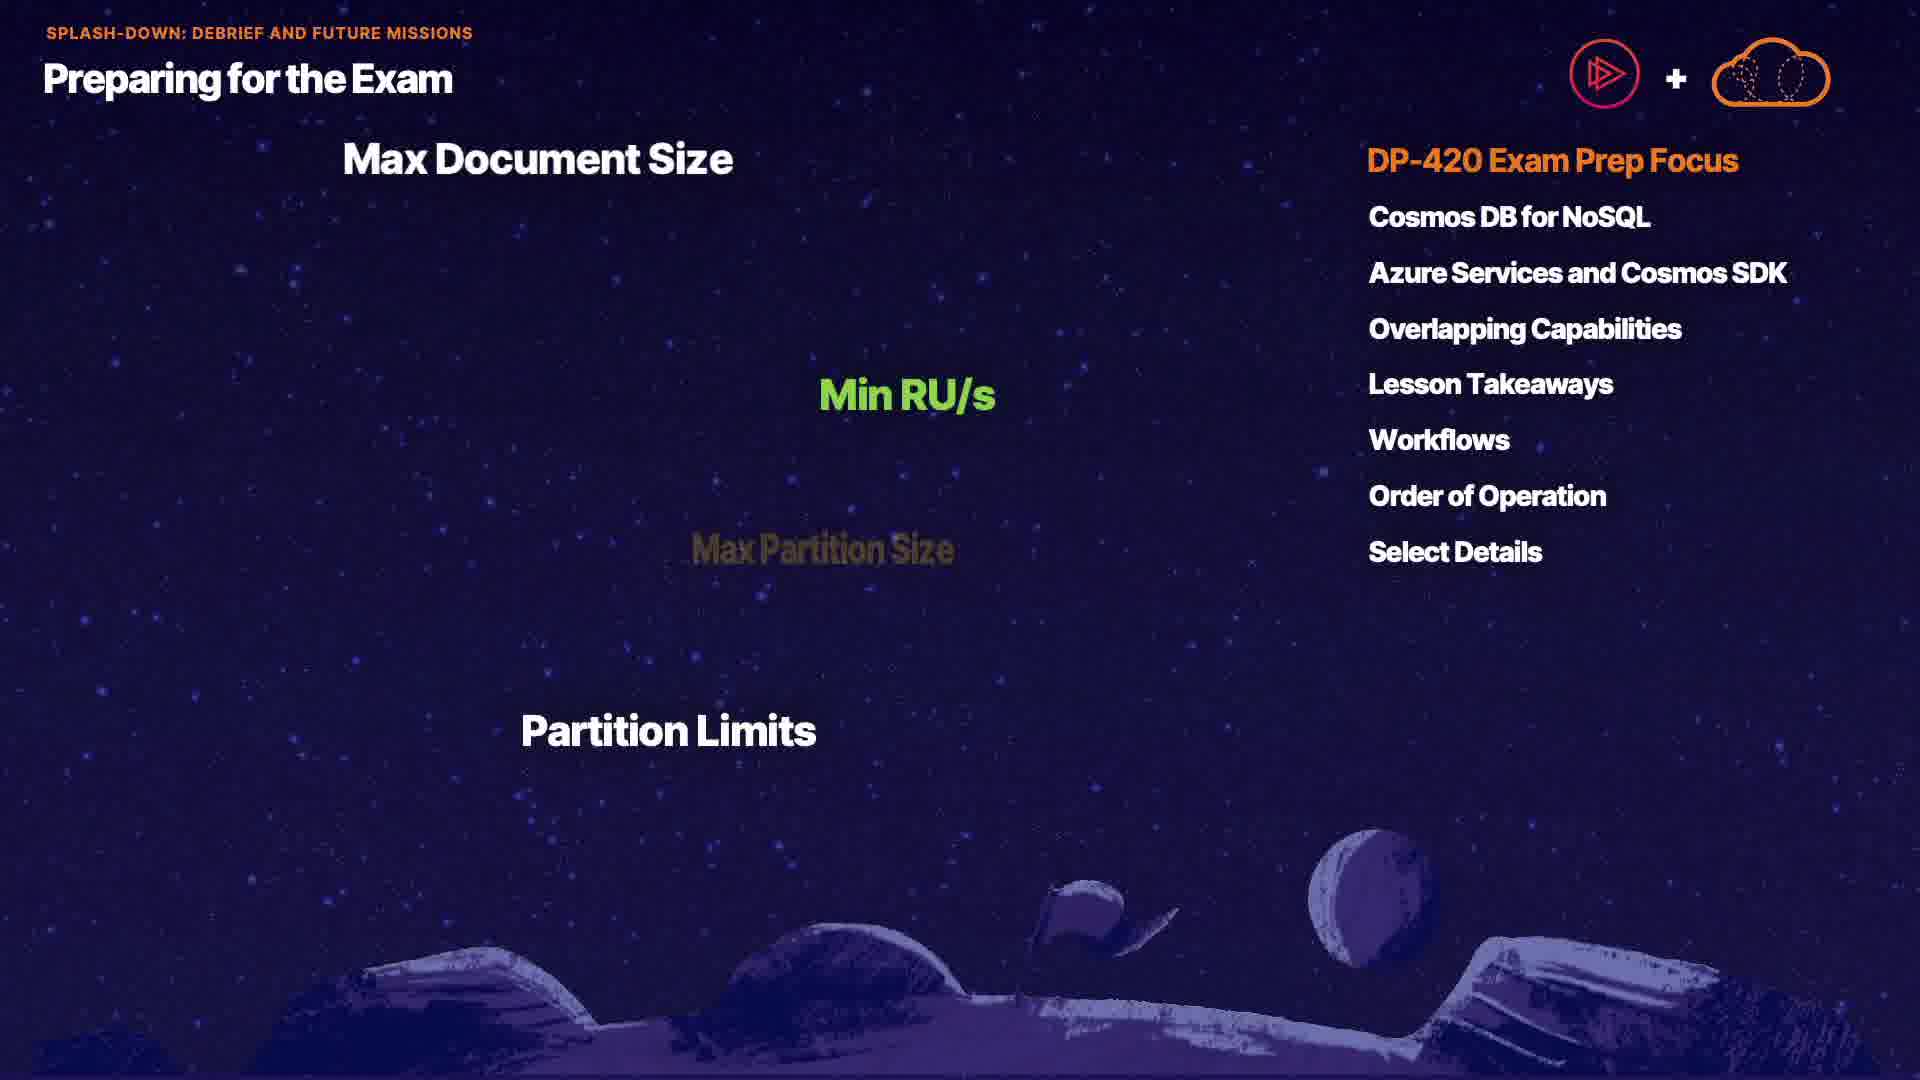 SPLASH-DOWN: DEBRIEF AND FUTURE MISSIONS
Preparing for the Exam
Max Document Size
Min RU/s
Max Partition Size
Partition Limits
DP-420 Exam Prep Focus
Cosmos DB for NoSQL
Azure Services and Cosmos SDK
Overlapping Capabilities
Lesson Takeaways
Workflows
Order of Operation
Select Details